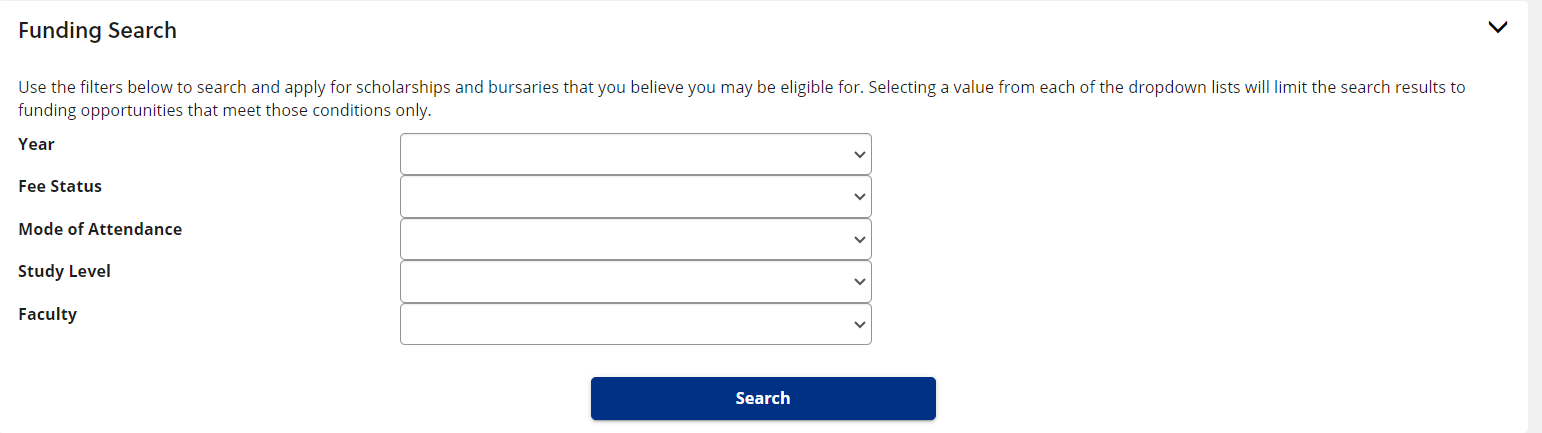 Funding Search
Use the filters below to search and apply for scholarships and bursaries that you believe you may be eligible for. Selecting a value from each of the dropdown lists will limit the search results to
funding opportunities that meet those conditions only.
Year
Fee Status
Mode of Attendance
Study Level
Faculty
Search